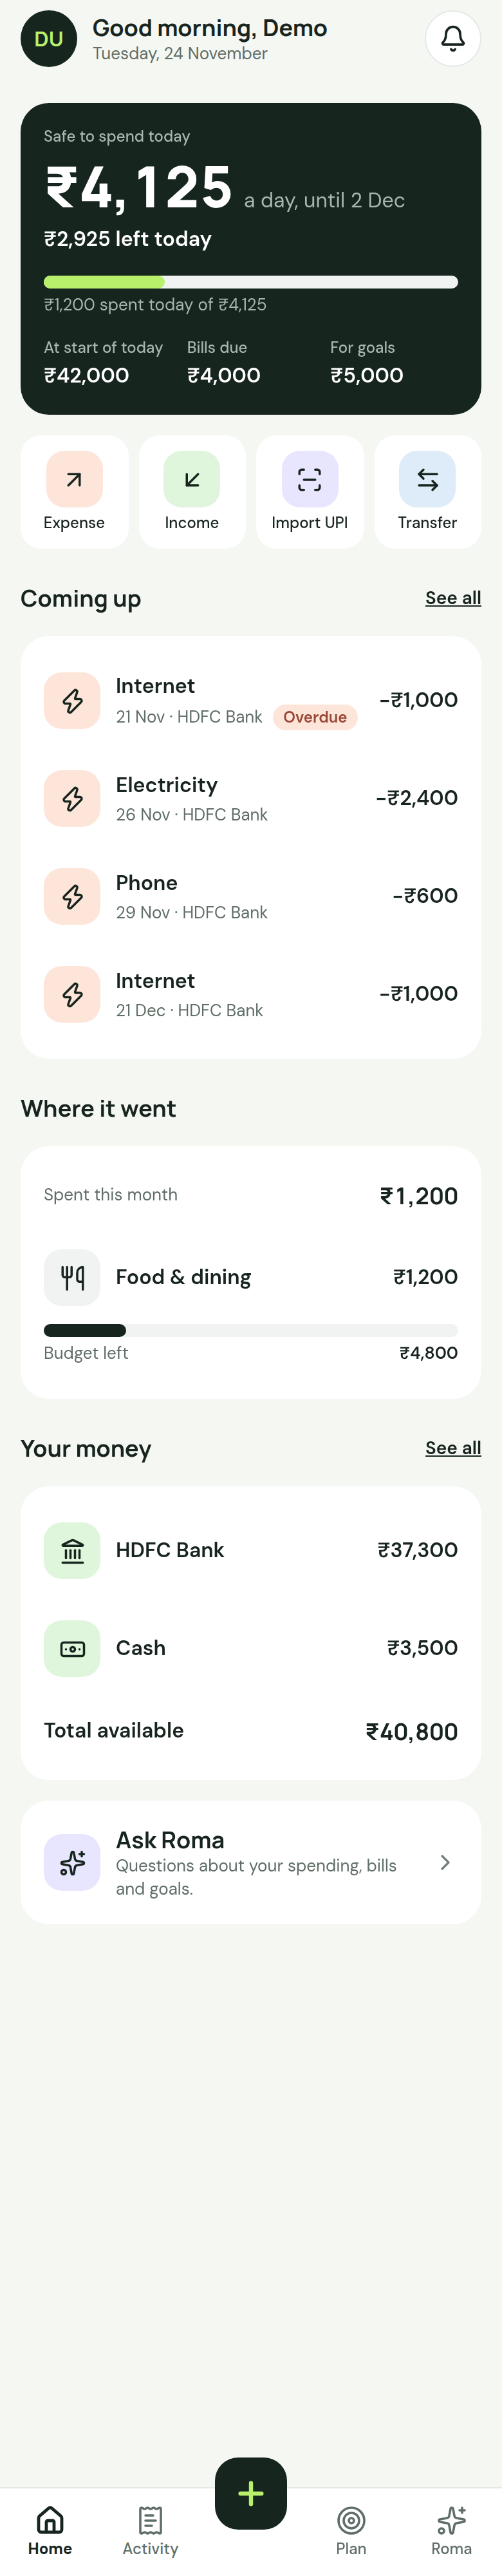 DU
Good morning, Demo
Tuesday, 24 November
Safe to spend today
₹4,125 a day, until 2 Dec
₹2,925 left today
₹1,200 spent today of ₹4,125
At start of today Bills due For goals
₹42,000 ₹4,000 ₹5,000
Expense Income Import UPI Transfer
Coming up See all
Internet
21 Nov · HDFC Bank Overdue -₹1,000
Electricity
26 Nov · HDFC Bank -₹2,400
Phone
29 Nov · HDFC Bank -₹600
Internet
21 Dec · HDFC Bank -₹1,000
Where it went
Spent this month ₹1,200
Food & dining ₹1,200
Budget left ₹4,800
Your money See all
HDFC Bank ₹37,300
Cash ₹3,500
Total available ₹40,800
Ask Roma
Questions about your spending, bills
and goals.
Home Activity Plan Roma